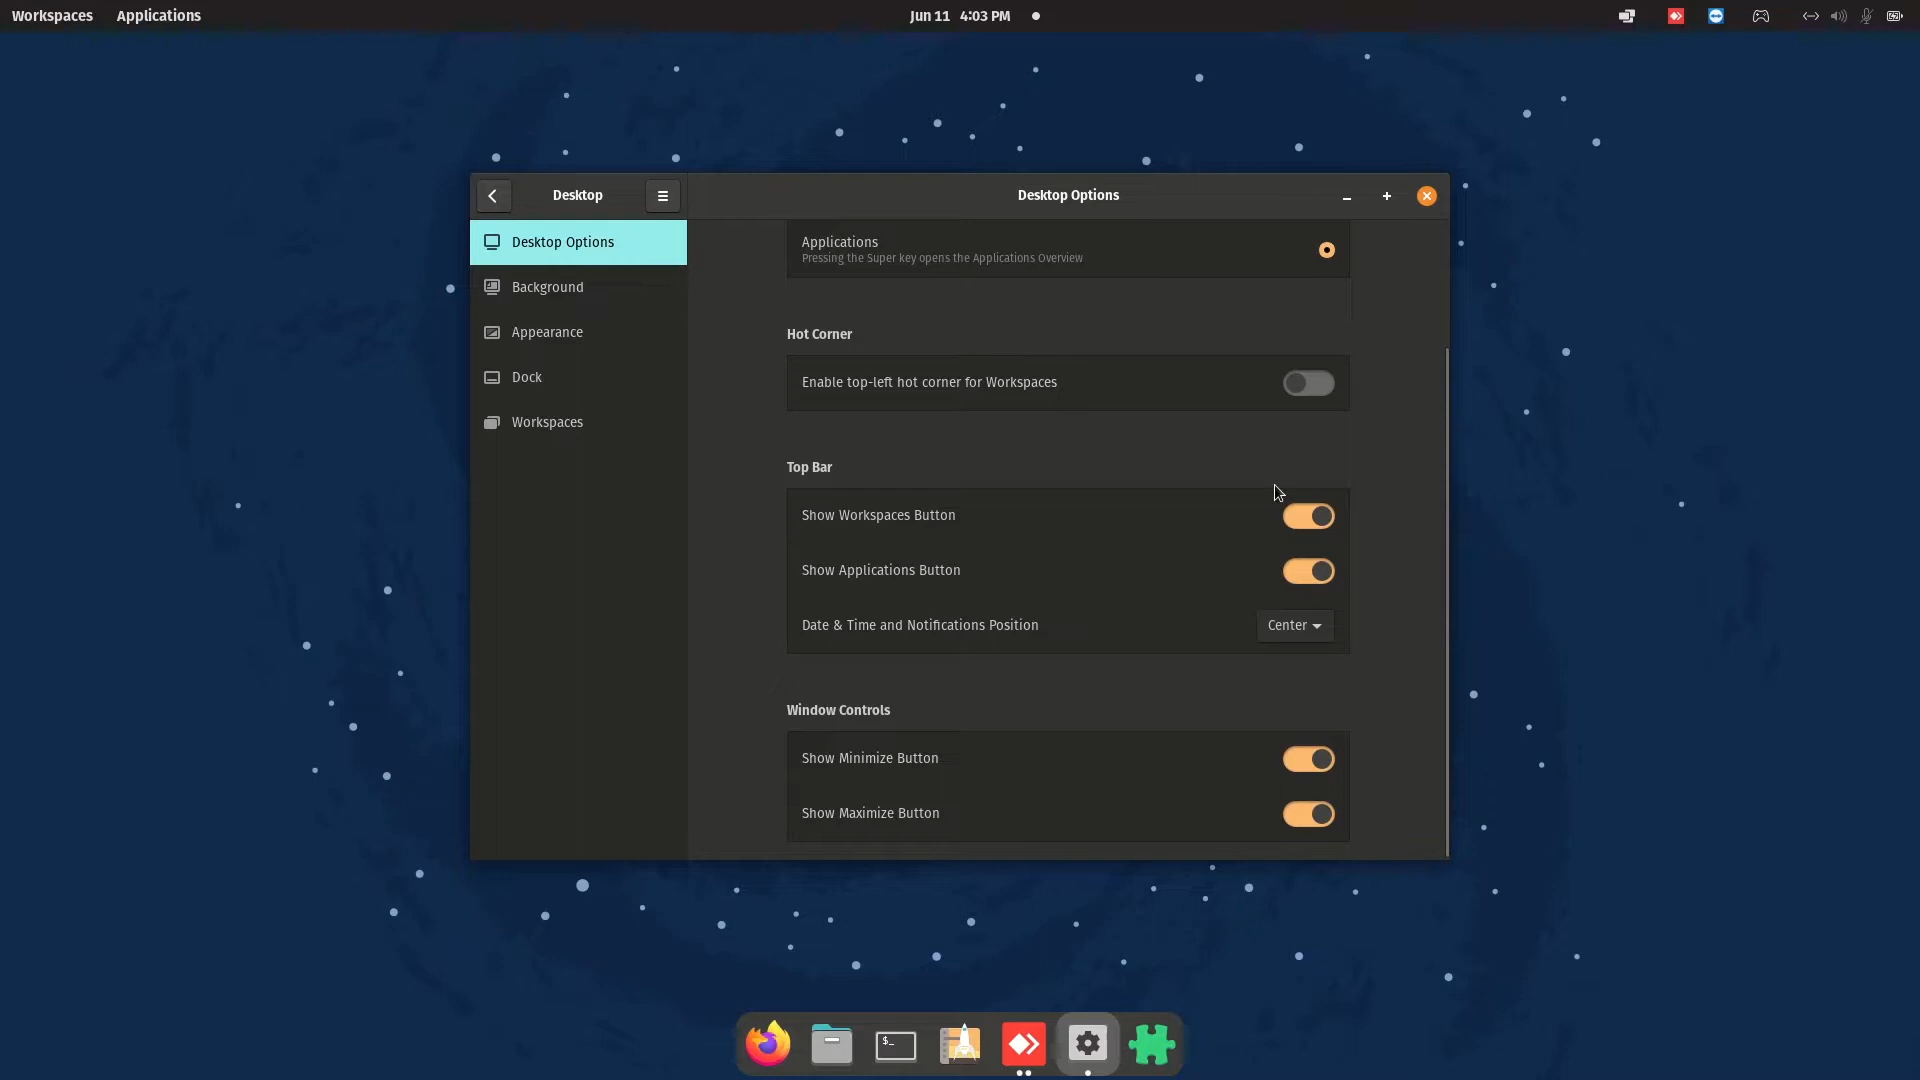 Workspaces Applications Jun 11 4:03 PM
Desktop Desktop Options
Desktop Options
Background
Appearance
Dock
Workspaces
Applications
Pressing the Super key opens the Applications Overview
Hot Corner
Enable top-left hot corner for Workspaces
Top Bar
Show Workspaces Button
Show Applications Button
Date & Time and Notifications Position Center
Window Controls
Show Minimize Button
Show Maximize Button
$_